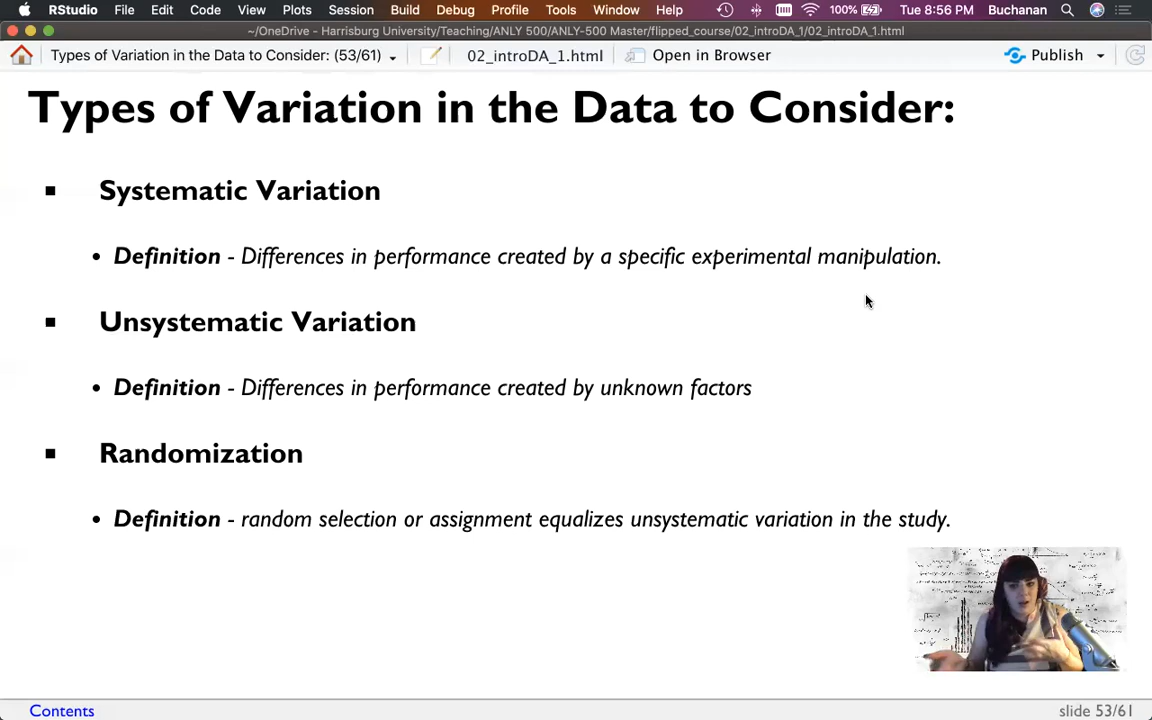 RStudio File Edit Code View Plots Session Build Debug Profile Tools Window Help 100% Tue 8:56 PM Buchanan
~/OneDrive - Harrisburg University/Teaching/ANLY 500/ANLY-500 Master/flipped_course/02_introDA_1/02_introDA_1.html
Types of Variation in the Data to Consider: (53/61) 02_introDA_1.html Open in Browser Publish
Types of Variation in the Data to Consider:
▪ Systematic Variation
• Definition - Differences in performance created by a specific experimental manipulation.
▪ Unsystematic Variation
• Definition - Differences in performance created by unknown factors
▪ Randomization
• Definition - random selection or assignment equalizes unsystematic variation in the study.
Contents slide 53/61